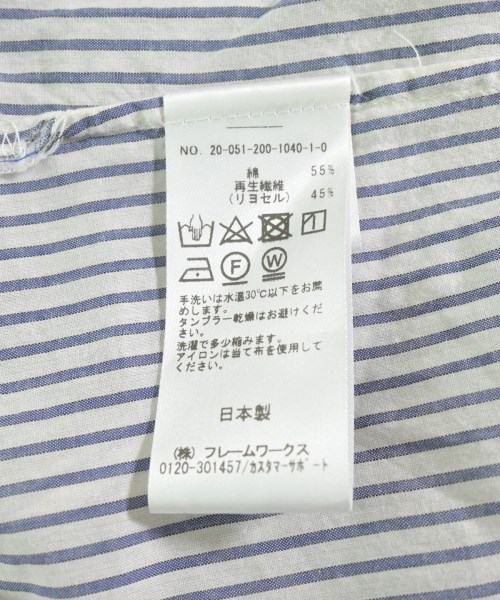 NO. 20-051-200-1040-1-0
綿 55%
再生繊維
(リヨセル) 45%
F W
手洗いは水温30℃以下をお薦
めします。
タンブラー乾燥はお避けくだ
さい。
洗濯で多少縮みます。
アイロンは当て布を使用して
ください。
日本製
(株) フレームワークス
0120-301457/カスタマーサポート